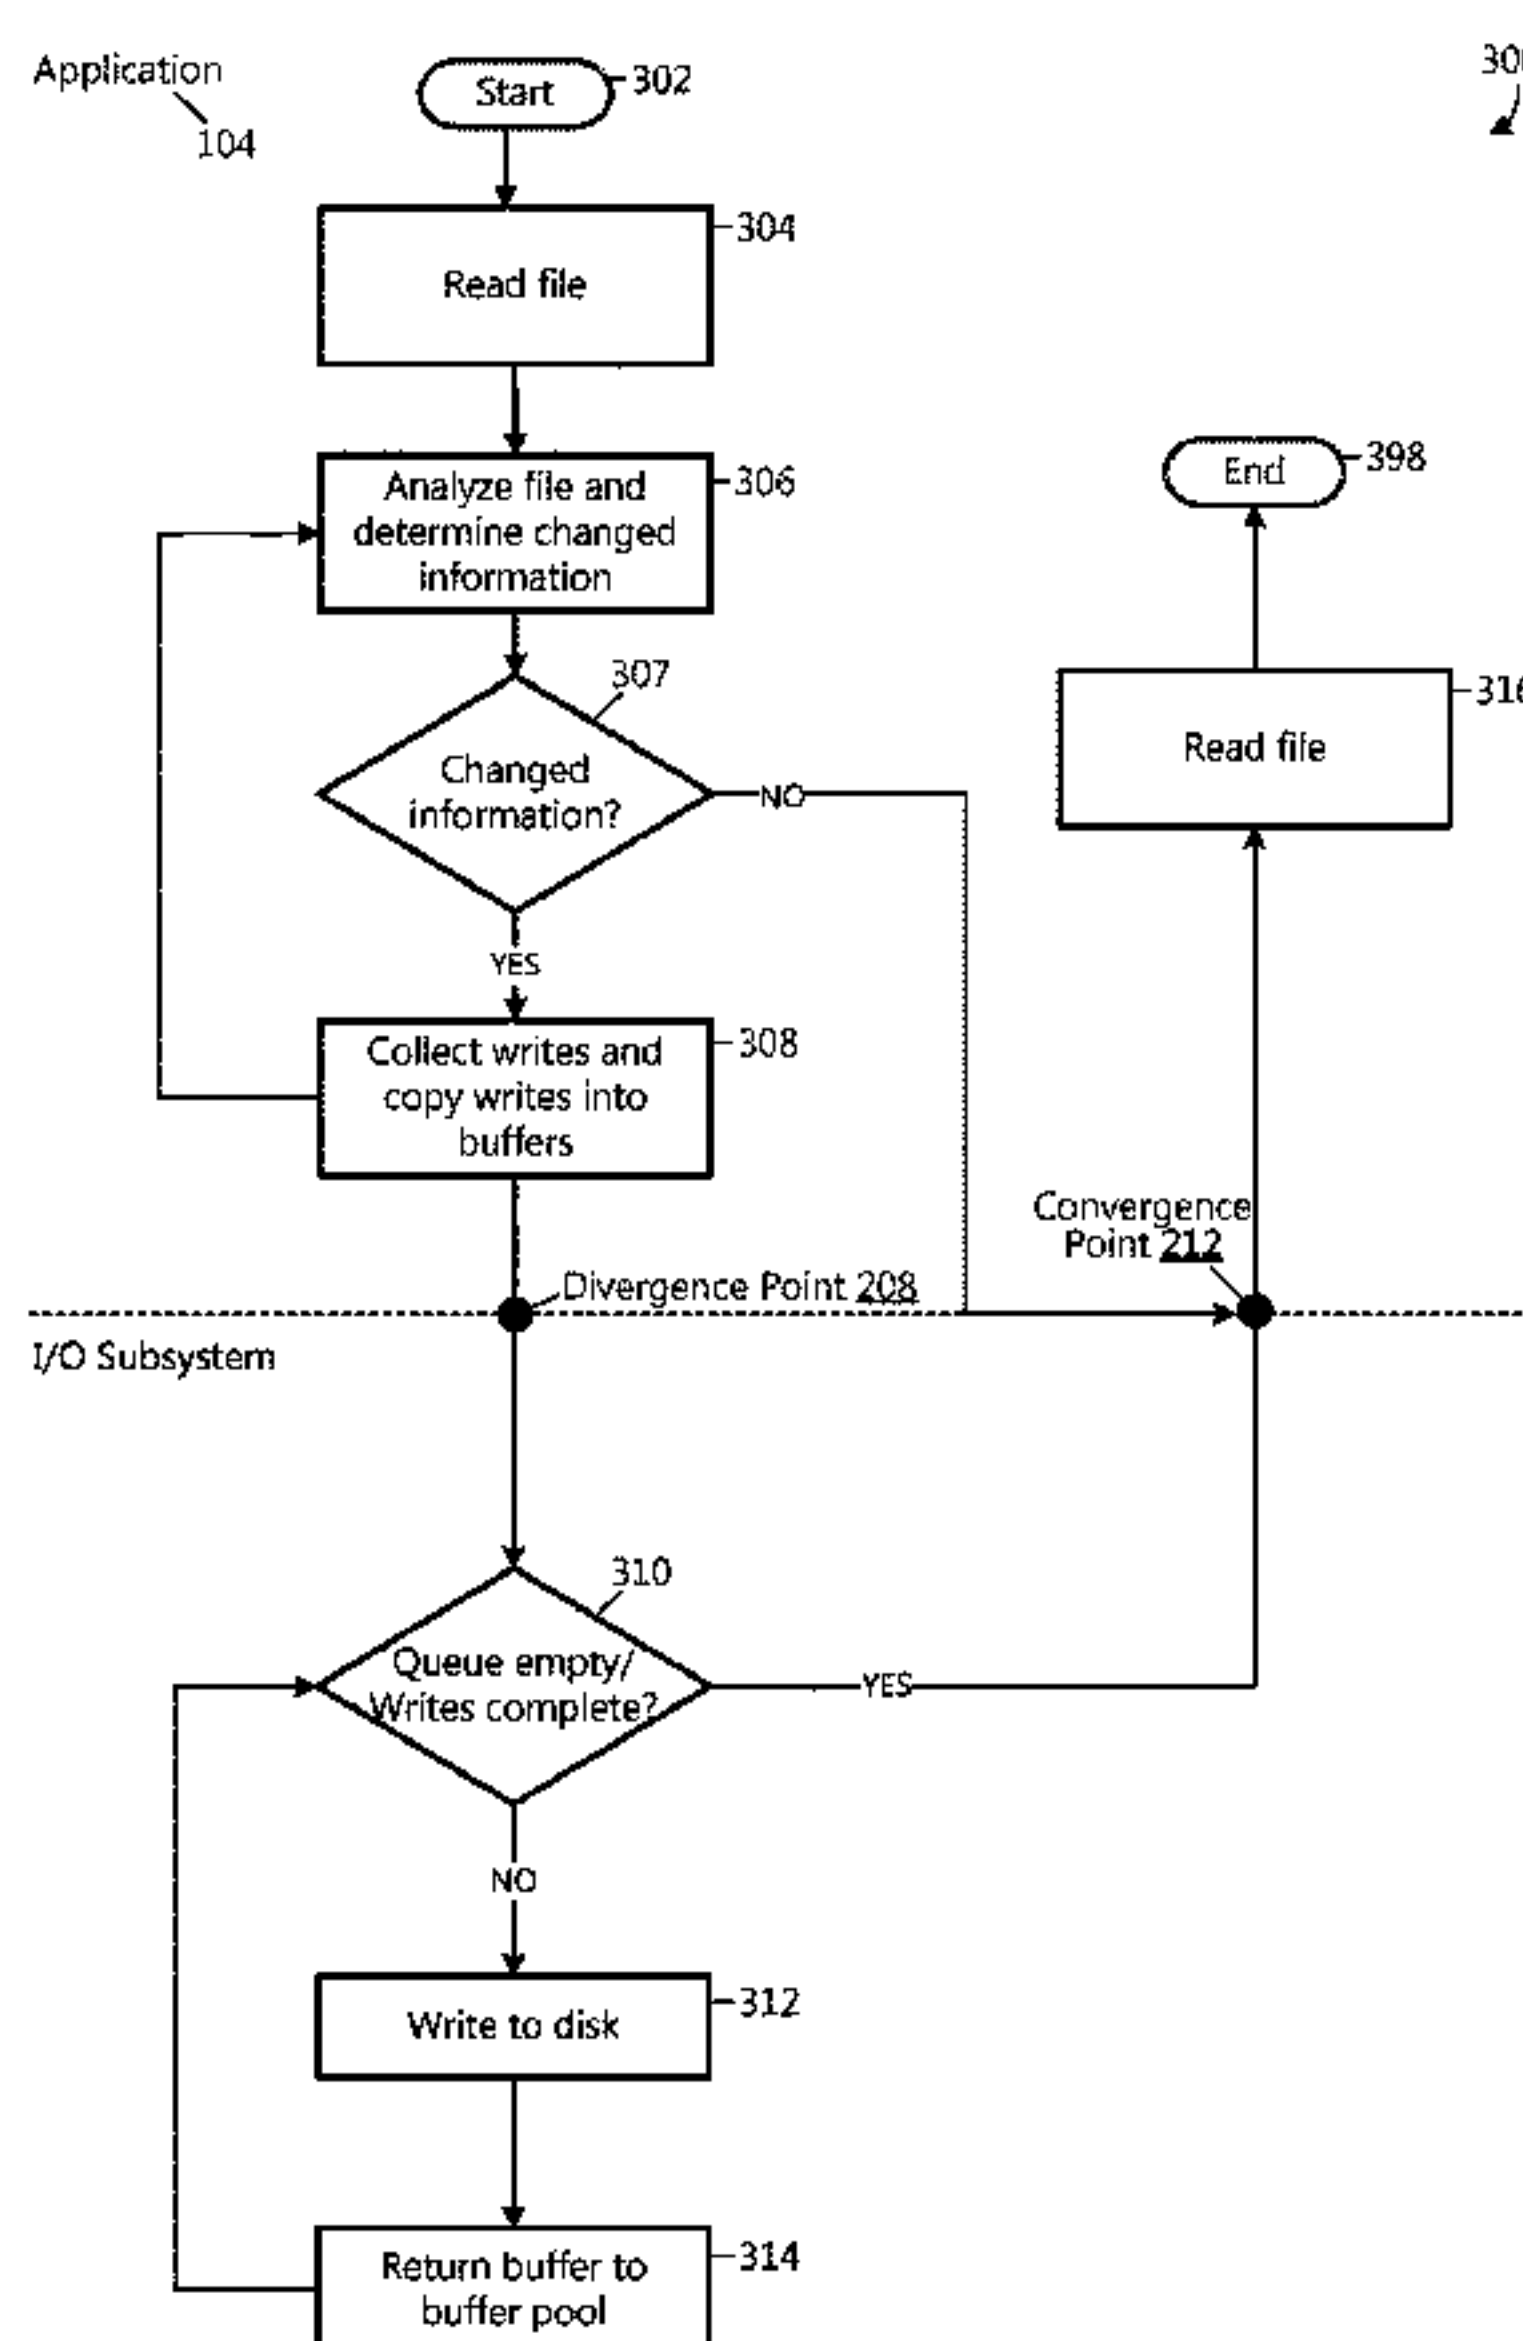 Application
104
Start
302
304
Read file
306
Analyze file and
determine changed
information
307
Changed
information?
NO
YES
308
Collect writes and
copy writes into
buffers
Divergence Point 208
Convergence
Point 212
End
398
Read file
I/O Subsystem
310
Queue empty/
Writes complete?
YES
NO
312
Write to disk
314
Return buffer to
buffer pool